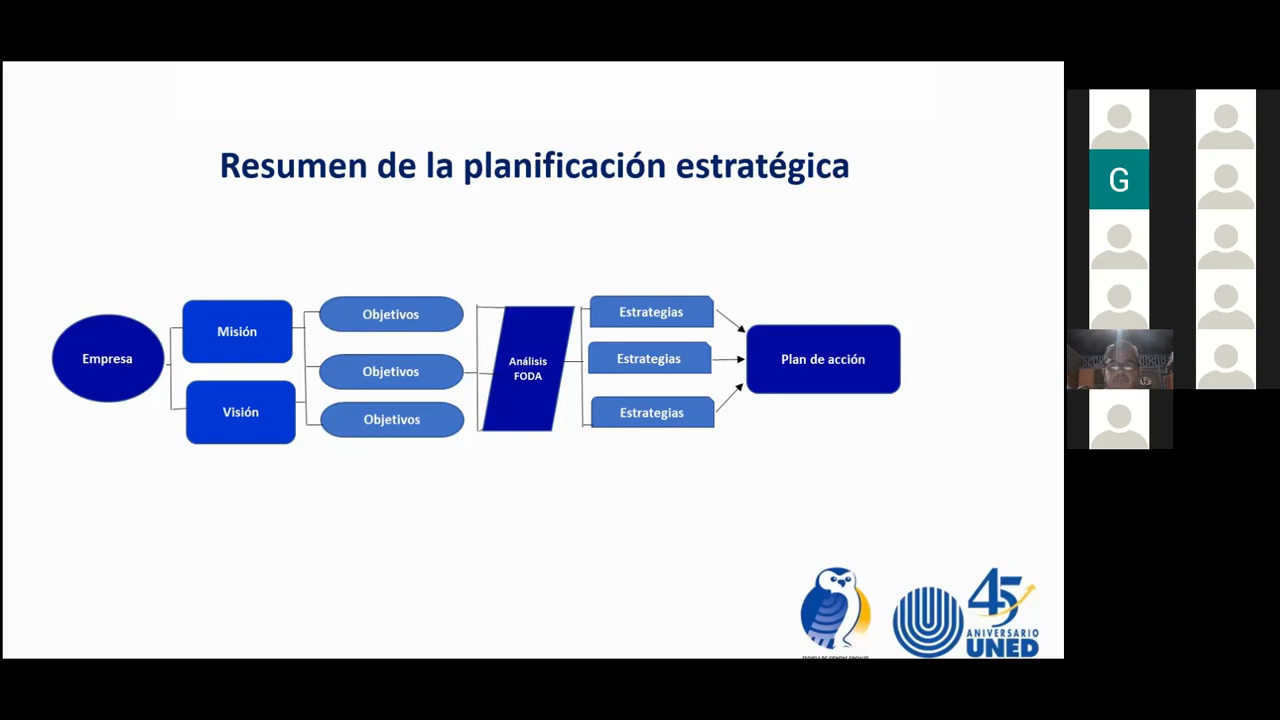 Resumen de la planificación estratégica
Empresa
Misión
Visión
Objetivos
Objetivos
Objetivos
Análisis
FODA
Estrategias
Estrategias
Estrategias
Plan de acción
G
45
ANIVERSARIO
UNED